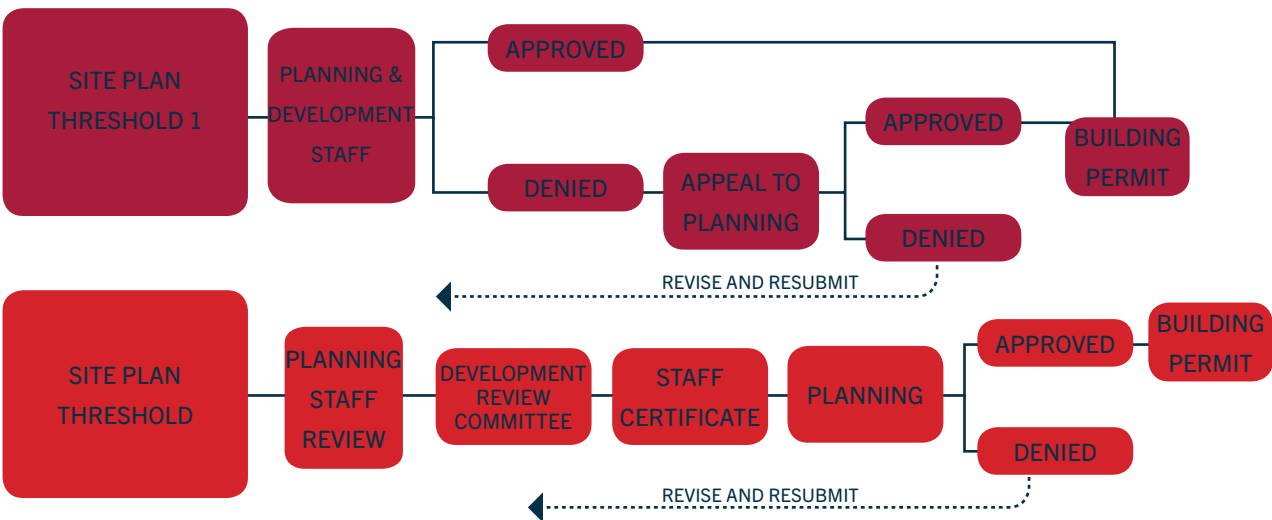 SITE PLAN
THRESHOLD 1
PLANNING &
DEVELOPMENT
STAFF
APPROVED
DENIED
APPEAL TO
PLANNING
APPROVED
DENIED
BUILDING
PERMIT
REVISE AND RESUBMIT
SITE PLAN
THRESHOLD
PLANNING
STAFF
REVIEW
DEVELOPMENT
REVIEW
COMMITTEE
STAFF
CERTIFICATE
PLANNING
APPROVED
DENIED
BUILDING
PERMIT
REVISE AND RESUBMIT